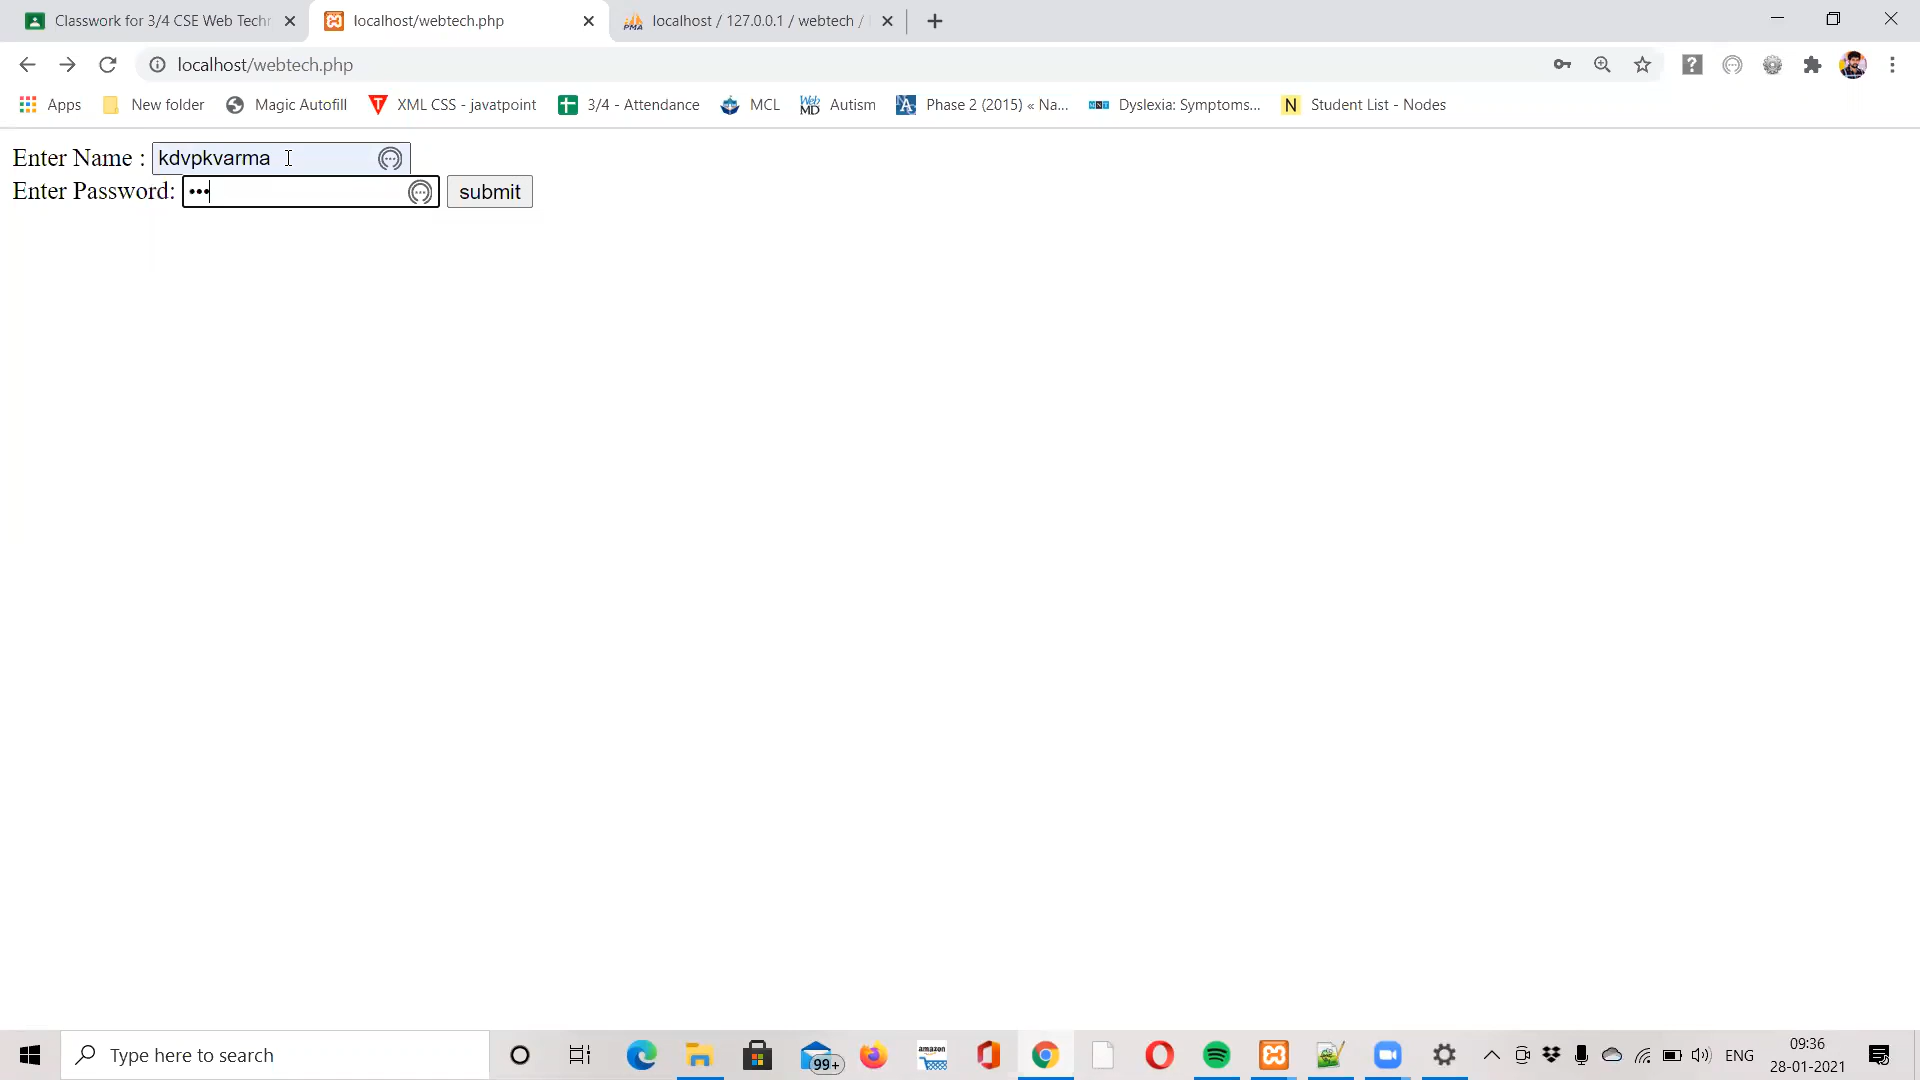 Classwork for 3/4 CSE Web Techr
localhost/webtech.php
localhost / 127.0.0.1 / webtech /
localhost/webtech.php
Apps
New folder
Magic Autofill
XML CSS - javatpoint
3/4 - Attendance
MCL
Web MD
Autism
Phase 2 (2015) « Na...
Dyslexia: Symptoms...
N
Student List - Nodes
Enter Name : kdvpkvarma
Enter Password: ••• submit
Type here to search
99+
amazon
ENG
09:36
28-01-2021